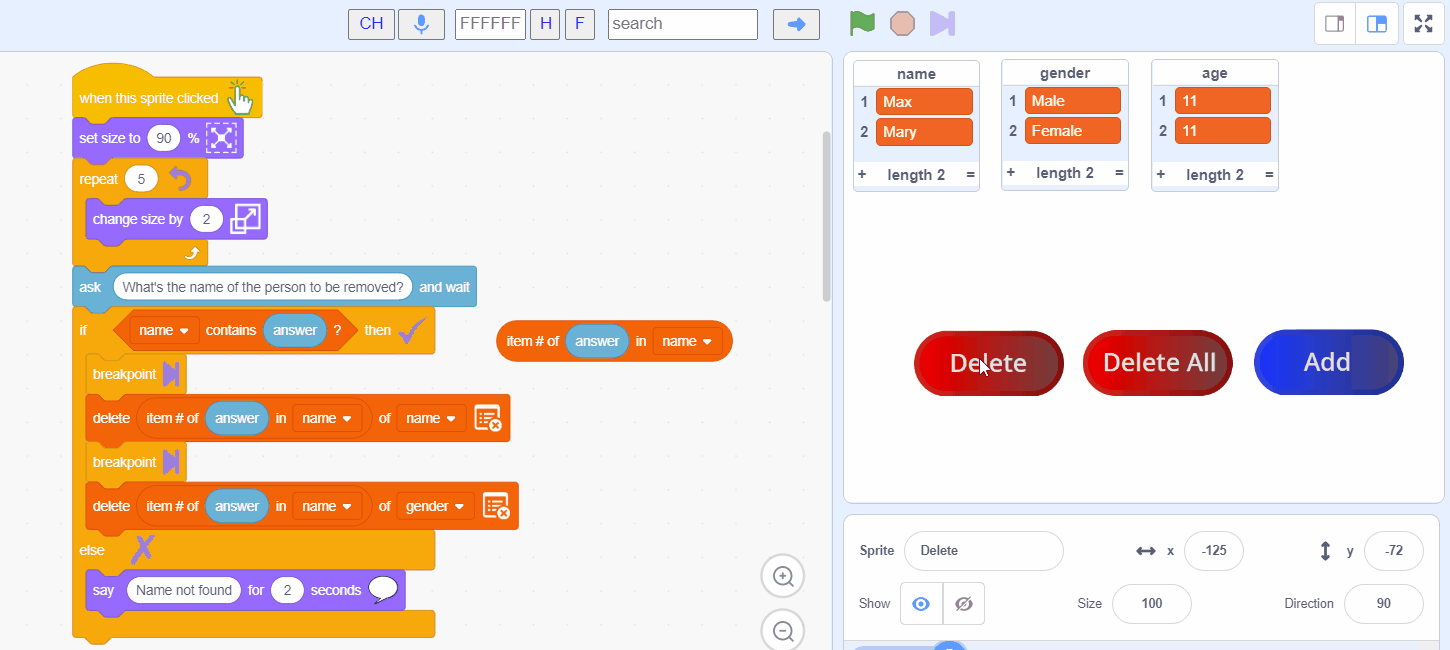 CH FFFFFF H F search
when this sprite clicked
set size to 90 %
repeat 5
change size by 2
ask What's the name of the person to be removed? and wait
if name contains answer ? then
item # of answer in name
breakpoint
delete item # of answer in name of name
breakpoint
delete item # of answer in name of gender
else
say Name not found for 2 seconds
name
1 Max
2 Mary
+ length 2 =
gender
1 Male
2 Female
+ length 2 =
age
1 11
2 11
+ length 2 =
Delete
Delete All
Add
Sprite Delete x -125 y -72
Show Size 100 Direction 90